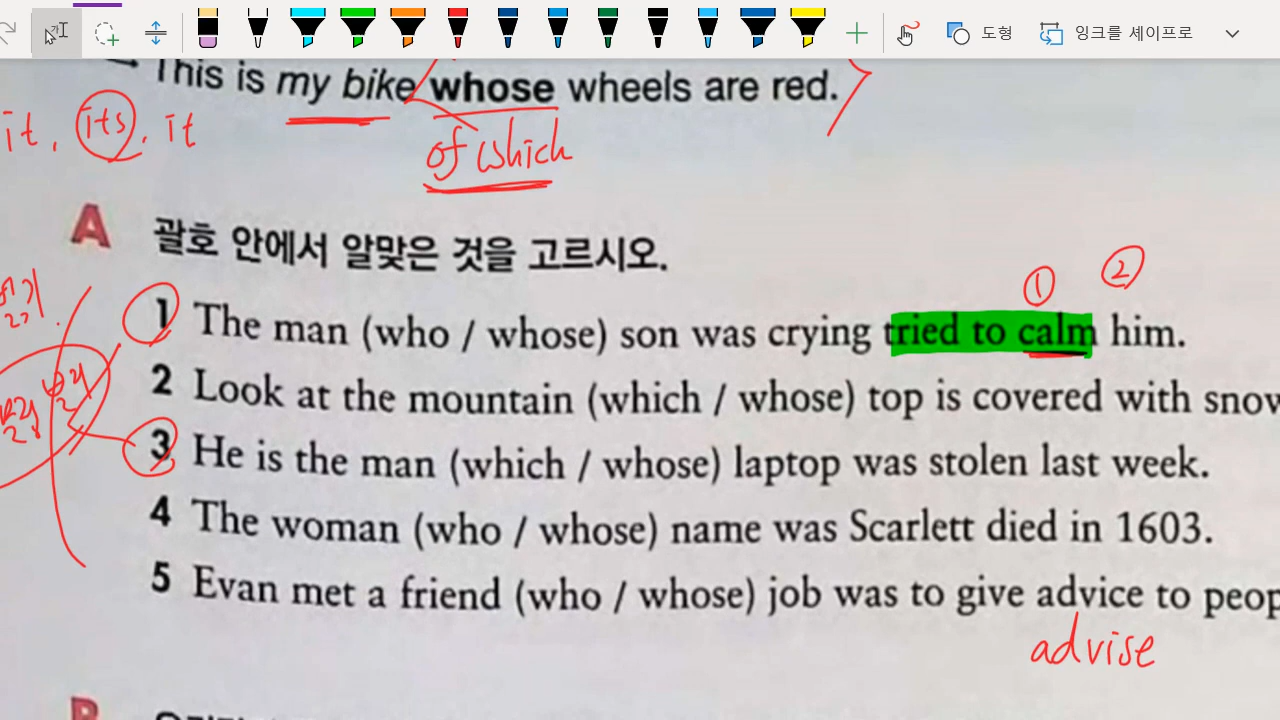 도형 잉크를 셰이프로
This is my bike whose wheels are red.
it, its, it
of which
A 괄호 안에서 알맞은 것을 고르시오.
① ②
1 The man (who / whose) son was crying tried to calm him.
2 Look at the mountain (which / whose) top is covered with snow
3 He is the man (which / whose) laptop was stolen last week.
4 The woman (who / whose) name was Scarlett died in 1603.
5 Evan met a friend (who / whose) job was to give advice to peop
advise
B